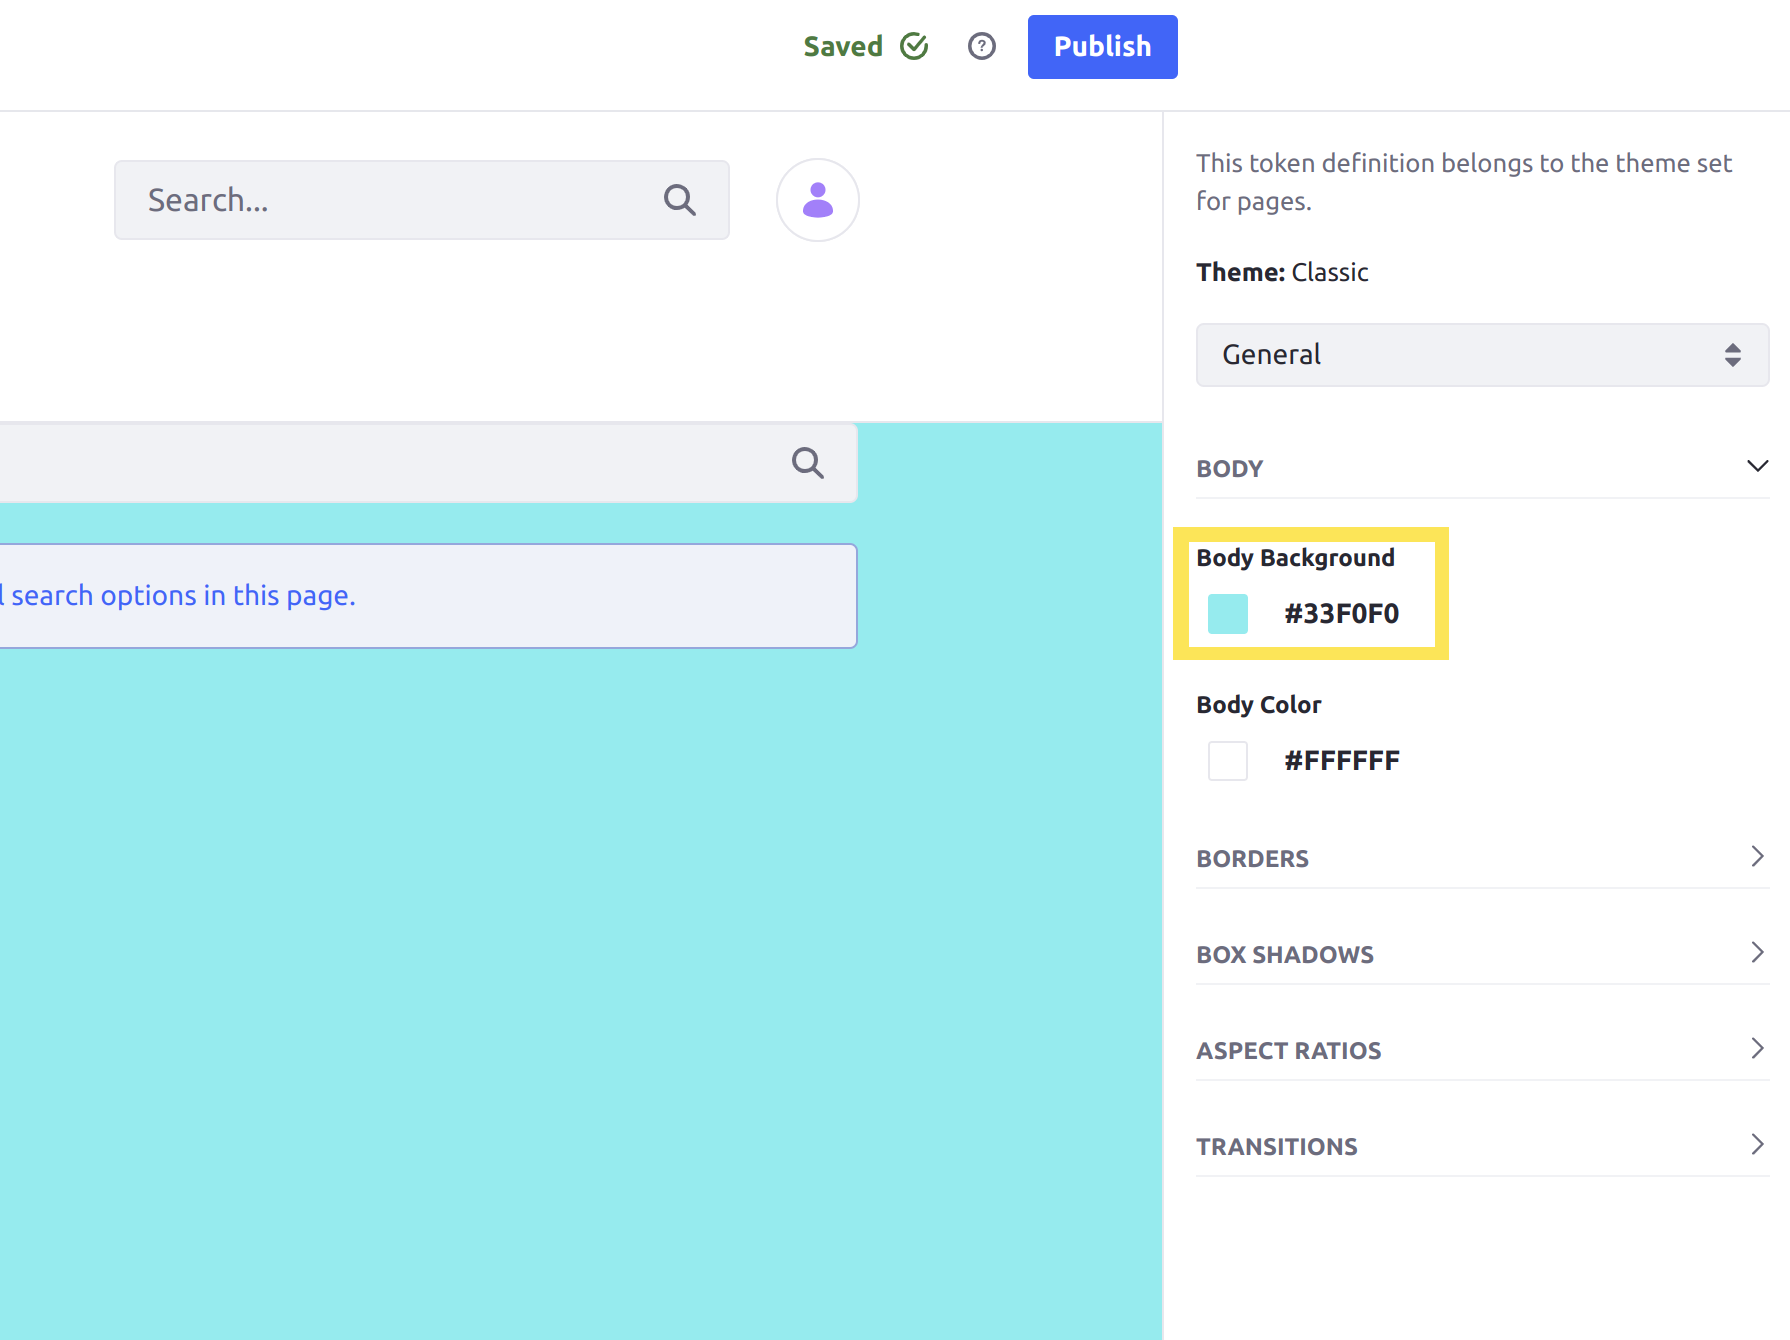 Saved
Publish
Search...
This token definition belongs to the theme set
for pages.
Theme: Classic
General
BODY
search options in this page.
Body Background
#33F0F0
Body Color
#FFFFFF
BORDERS
BOX SHADOWS
ASPECT RATIOS
TRANSITIONS